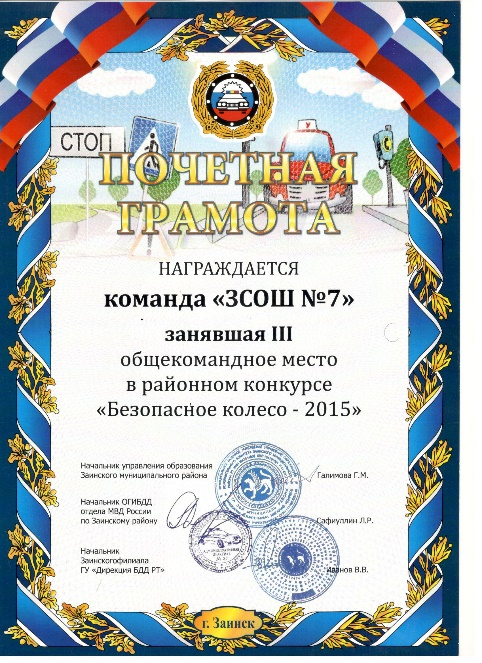 СТОП
ПОЧЕТНАЯ
ГРАМОТА
НАГРАЖДАЕТСЯ
команда «ЗСОШ №7»
занявшая III
общекомандное место
в районном конкурсе
«Безопасное колесо - 2015»
Начальник управления образования
Заинского муниципального района
Галимова Г.М.
Начальник ОГИБДД
отдела МВД России
по Заинскому району
Сафиуллин Л.Р.
Начальник
Заинскогофилиала
ГУ «Дирекция БДД РТ»
Иванов В.В.
г. Заинск